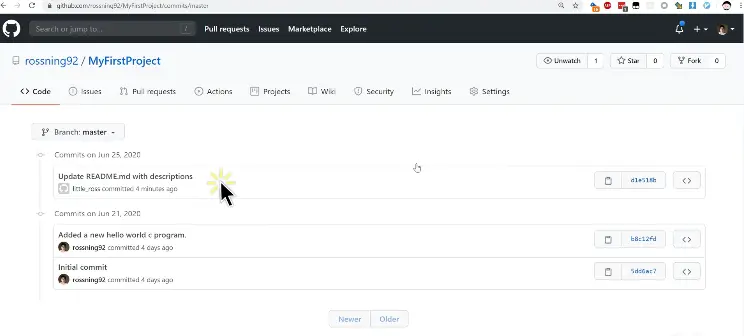 github.com/rossning92/MyFirstProject/commits/master
Search or jump to... / Pull requests Issues Marketplace Explore
rossning92 / MyFirstProject Unwatch 1 Star 0 Fork 0
Code Issues Pull requests Actions Projects Wiki Security Insights Settings
Branch: master
Commits on Jun 25, 2020
Update README.md with descriptions
little_ross committed 4 minutes ago d1e518b
Commits on Jun 21, 2020
Added a new hello world c program.
rossning92 committed 4 days ago b8c12fd
Initial commit
rossning92 committed 4 days ago 5dd6ac7
Newer Older